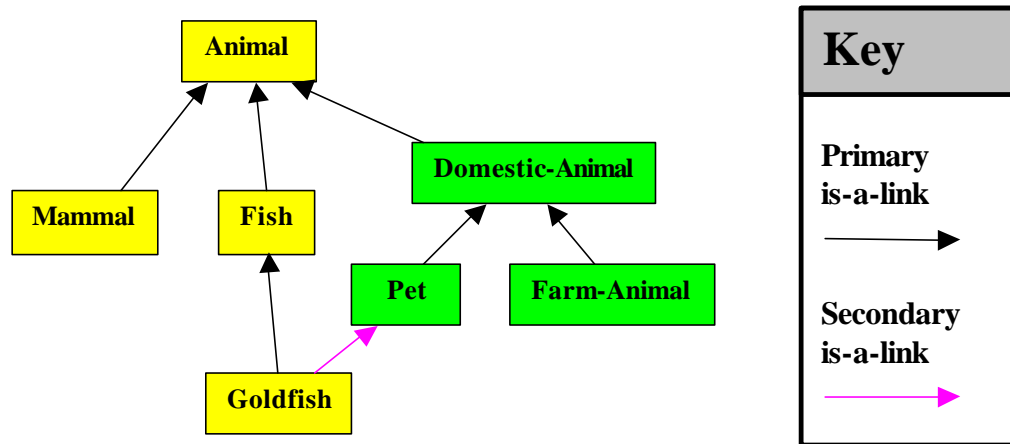 Animal
Domestic-Animal
Mammal
Fish
Pet
Farm-Animal
Goldfish
Key
Primary
is-a-link
Secondary
is-a-link